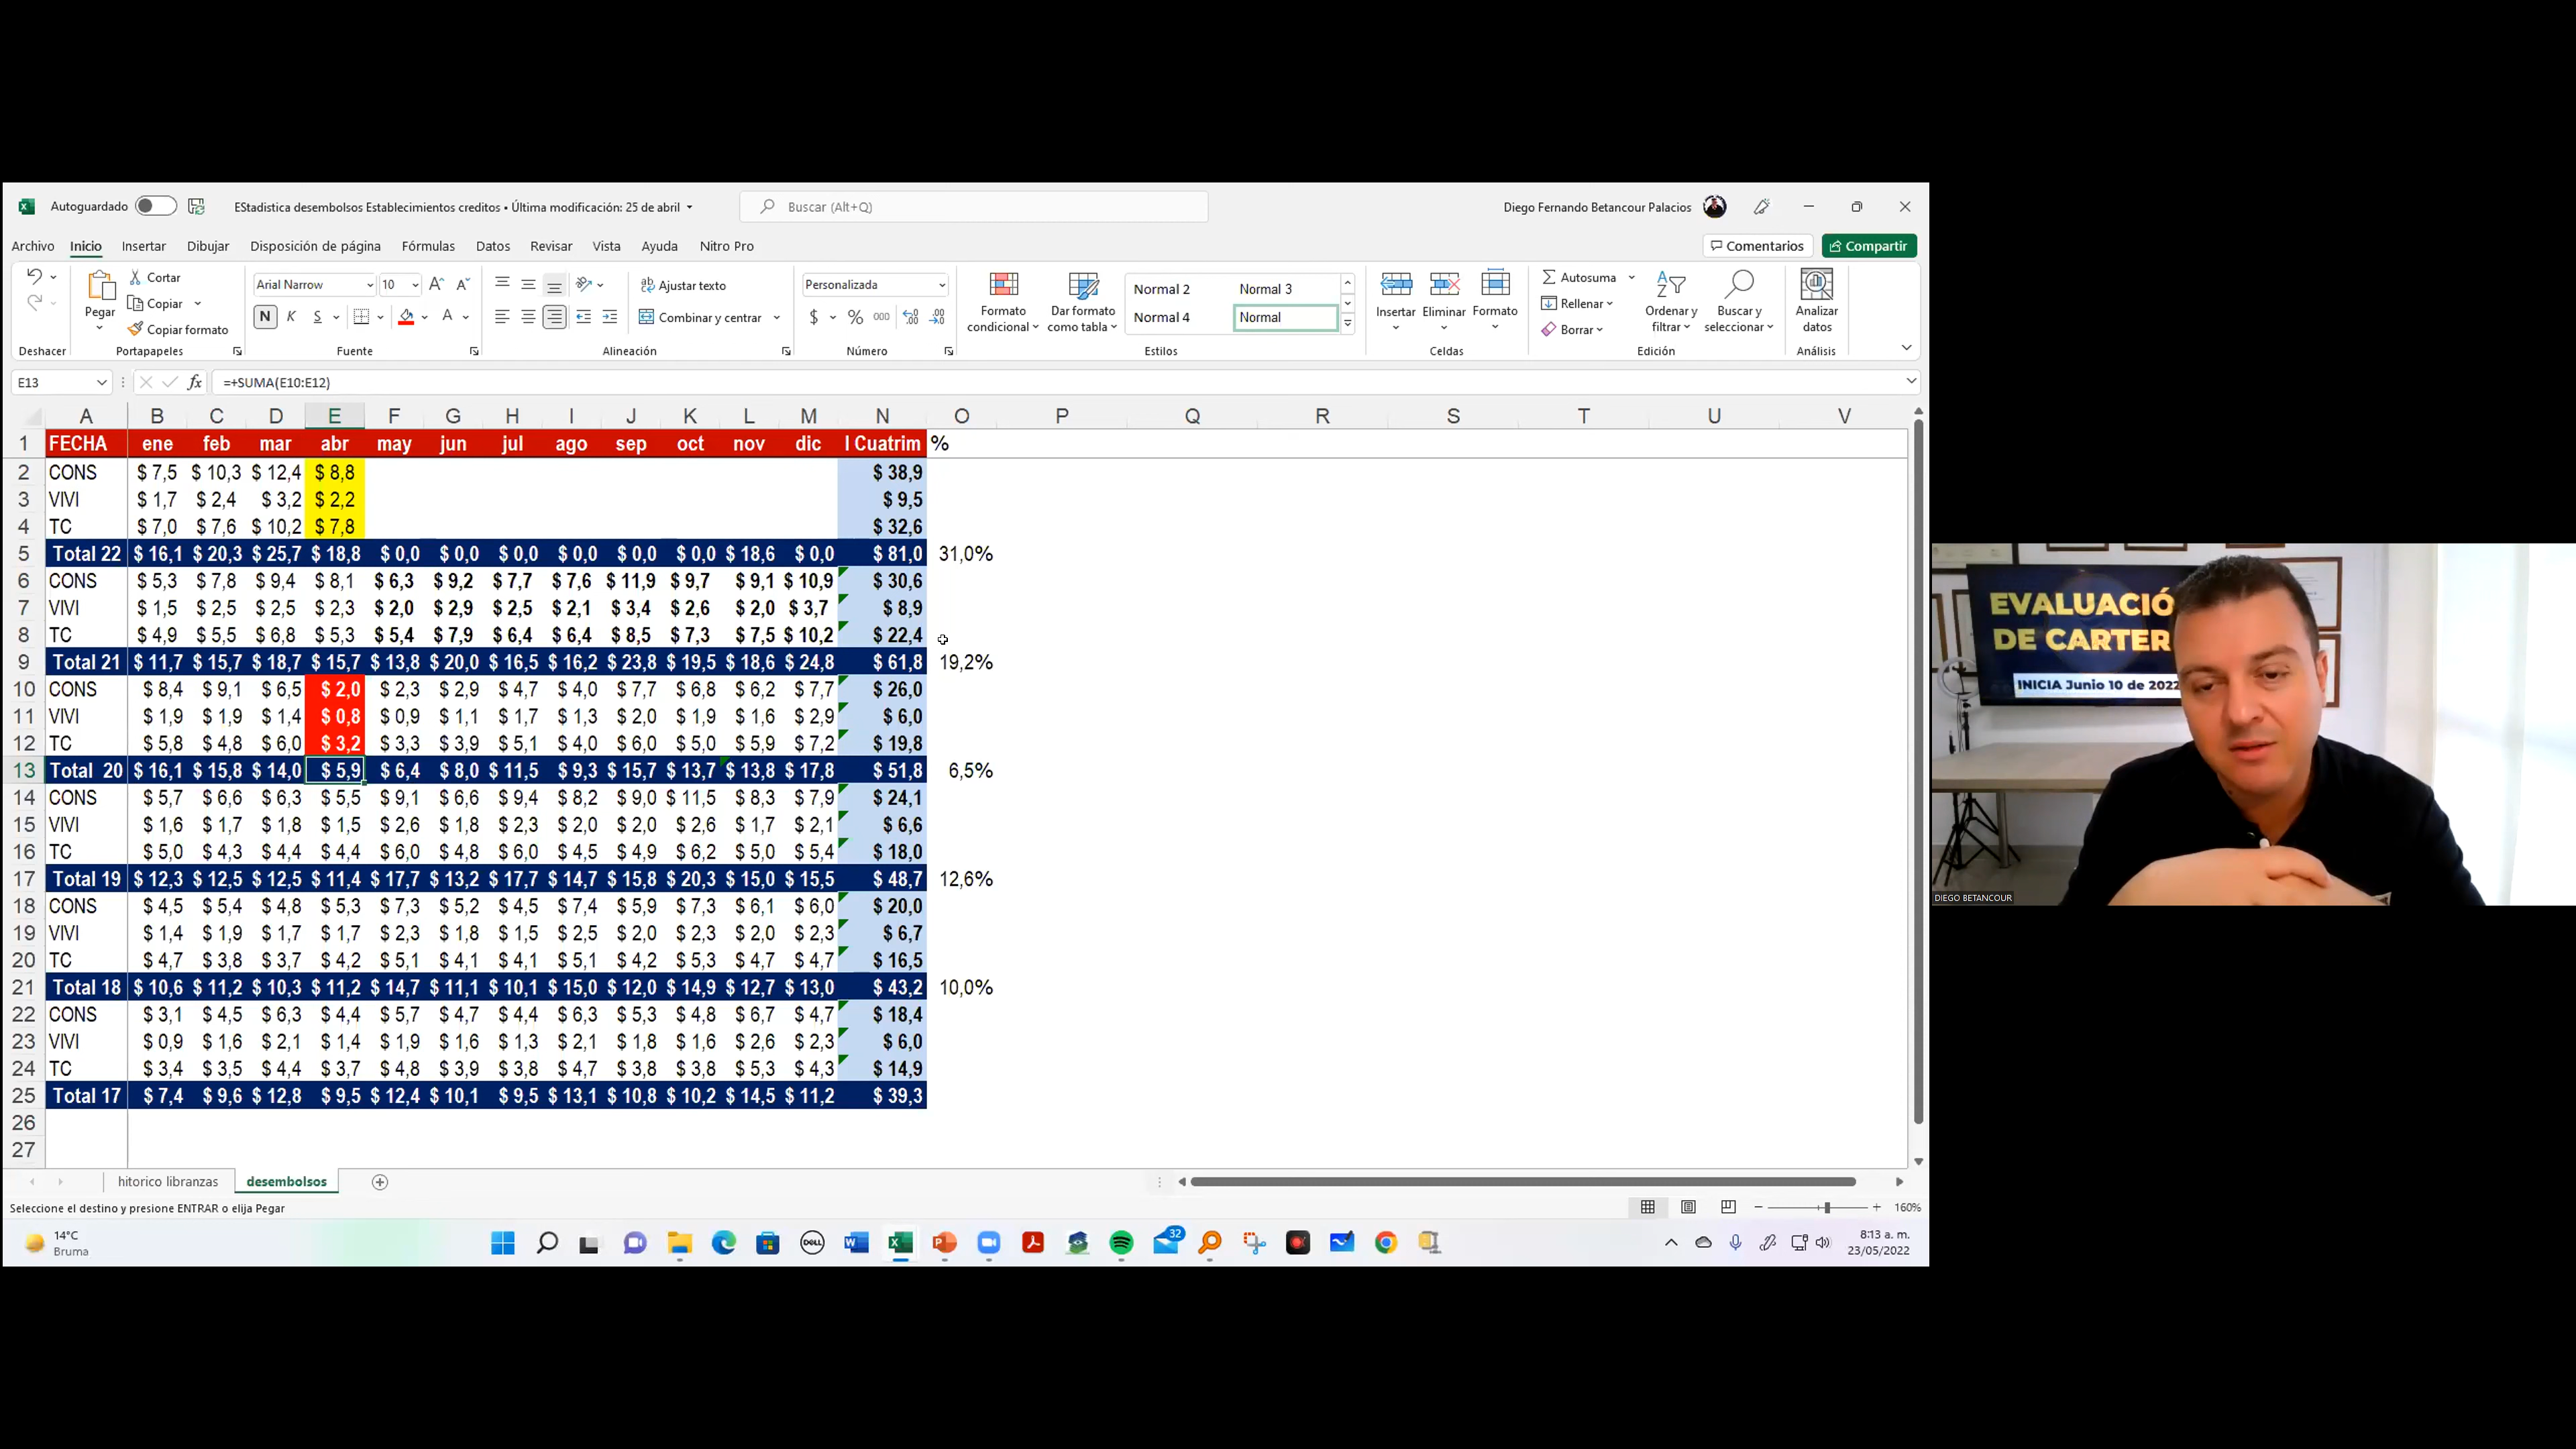 Autoguardado EStadistica desembolsos Establecimientos creditos • Última modificación: 25 de abril Buscar (Alt+Q) Diego Fernando Betancour Palacios
Archivo Inicio Insertar Dibujar Disposición de página Fórmulas Datos Revisar Vista Ayuda Nitro Pro Comentarios Compartir
Pegar Cortar Copiar Copiar formato
Arial Narrow 10 N K S
Ajustar texto
Combinar y centrar
Personalizada
$ % 000
Formato condicional Dar formato como tabla
Normal 2 Normal 3
Normal 4 Normal
Insertar Eliminar Formato
Autosuma Rellenar Borrar
Ordenar y filtrar Buscar y seleccionar
Analizar datos
Deshacer Portapapeles Fuente Alineación Número Estilos Celdas Edición Análisis
E13 fx =+SUMA(E10:E12)
A B C D E F G H I J K L M N O P Q R S T U V
1 FECHA ene feb mar abr may jun jul ago sep oct nov dic I Cuatrim %
2 CONS $ 7,5 $ 10,3 $ 12,4 $ 8,8 $ 38,9
3 VIVI $ 1,7 $ 2,4 $ 3,2 $ 2,2 $ 9,5
4 TC $ 7,0 $ 7,6 $ 10,2 $ 7,8 $ 32,6
5 Total 22 $ 16,1 $ 20,3 $ 25,7 $ 18,8 $ 0,0 $ 0,0 $ 0,0 $ 0,0 $ 0,0 $ 0,0 $ 18,6 $ 0,0 $ 81,0 31,0%
6 CONS $ 5,3 $ 7,8 $ 9,4 $ 8,1 $ 6,3 $ 9,2 $ 7,7 $ 7,6 $ 11,9 $ 9,7 $ 9,1 $ 10,9 $ 30,6
7 VIVI $ 1,5 $ 2,5 $ 2,5 $ 2,3 $ 2,0 $ 2,9 $ 2,5 $ 2,1 $ 3,4 $ 2,6 $ 2,0 $ 3,7 $ 8,9
8 TC $ 4,9 $ 5,5 $ 6,8 $ 5,3 $ 5,4 $ 7,9 $ 6,4 $ 6,4 $ 8,5 $ 7,3 $ 7,5 $ 10,2 $ 22,4
9 Total 21 $ 11,7 $ 15,7 $ 18,7 $ 15,7 $ 13,8 $ 20,0 $ 16,5 $ 16,2 $ 23,8 $ 19,5 $ 18,6 $ 24,8 $ 61,8 19,2%
10 CONS $ 8,4 $ 9,1 $ 6,5 $ 2,0 $ 2,3 $ 2,9 $ 4,7 $ 4,0 $ 7,7 $ 6,8 $ 6,2 $ 7,7 $ 26,0
11 VIVI $ 1,9 $ 1,9 $ 1,4 $ 0,8 $ 0,9 $ 1,1 $ 1,7 $ 1,3 $ 2,0 $ 1,9 $ 1,6 $ 2,9 $ 6,0
12 TC $ 5,8 $ 4,8 $ 6,0 $ 3,2 $ 3,3 $ 3,9 $ 5,1 $ 4,0 $ 6,0 $ 5,0 $ 5,9 $ 7,2 $ 19,8
13 Total 20 $ 16,1 $ 15,8 $ 14,0 $ 5,9 $ 6,4 $ 8,0 $ 11,5 $ 9,3 $ 15,7 $ 13,7 $ 13,8 $ 17,8 $ 51,8 6,5%
14 CONS $ 5,7 $ 6,6 $ 6,3 $ 5,5 $ 9,1 $ 6,6 $ 9,4 $ 8,2 $ 9,0 $ 11,5 $ 8,3 $ 7,9 $ 24,1
15 VIVI $ 1,6 $ 1,7 $ 1,8 $ 1,5 $ 2,6 $ 1,8 $ 2,3 $ 2,0 $ 2,0 $ 2,6 $ 1,7 $ 2,1 $ 6,6
16 TC $ 5,0 $ 4,3 $ 4,4 $ 4,4 $ 6,0 $ 4,8 $ 6,0 $ 4,5 $ 4,9 $ 6,2 $ 5,0 $ 5,4 $ 18,0
17 Total 19 $ 12,3 $ 12,5 $ 12,5 $ 11,4 $ 17,7 $ 13,2 $ 17,7 $ 14,7 $ 15,8 $ 20,3 $ 15,0 $ 15,5 $ 48,7 12,6%
18 CONS $ 4,5 $ 5,4 $ 4,8 $ 5,3 $ 7,3 $ 5,2 $ 4,5 $ 7,4 $ 5,9 $ 7,3 $ 6,1 $ 6,0 $ 20,0
19 VIVI $ 1,4 $ 1,9 $ 1,7 $ 1,7 $ 2,3 $ 1,8 $ 1,5 $ 2,5 $ 2,0 $ 2,3 $ 2,0 $ 2,3 $ 6,7
20 TC $ 4,7 $ 3,8 $ 3,7 $ 4,2 $ 5,1 $ 4,1 $ 4,1 $ 5,1 $ 4,2 $ 5,3 $ 4,7 $ 4,7 $ 16,5
21 Total 18 $ 10,6 $ 11,2 $ 10,3 $ 11,2 $ 14,7 $ 11,1 $ 10,1 $ 15,0 $ 12,0 $ 14,9 $ 12,7 $ 13,0 $ 43,2 10,0%
22 CONS $ 3,1 $ 4,5 $ 6,3 $ 4,4 $ 5,7 $ 4,7 $ 4,4 $ 6,3 $ 5,3 $ 4,8 $ 6,7 $ 4,7 $ 18,4
23 VIVI $ 0,9 $ 1,6 $ 2,1 $ 1,4 $ 1,9 $ 1,6 $ 1,3 $ 2,1 $ 1,8 $ 1,6 $ 2,6 $ 2,3 $ 6,0
24 TC $ 3,4 $ 3,5 $ 4,4 $ 3,7 $ 4,8 $ 3,9 $ 3,8 $ 4,7 $ 3,8 $ 3,8 $ 5,3 $ 4,3 $ 14,9
25 Total 17 $ 7,4 $ 9,6 $ 12,8 $ 9,5 $ 12,4 $ 10,1 $ 9,5 $ 13,1 $ 10,8 $ 10,2 $ 14,5 $ 11,2 $ 39,3
26
27
hitorico libranzas desembolsos
Seleccione el destino y presione ENTRAR o elija Pegar 160%
14°C
Bruma
DELL
32
8:13 a. m.
23/05/2022
EVALUACIÓ
DE CARTER
INICIA Junio 10 de 2022
DIEGO BETANCOUR